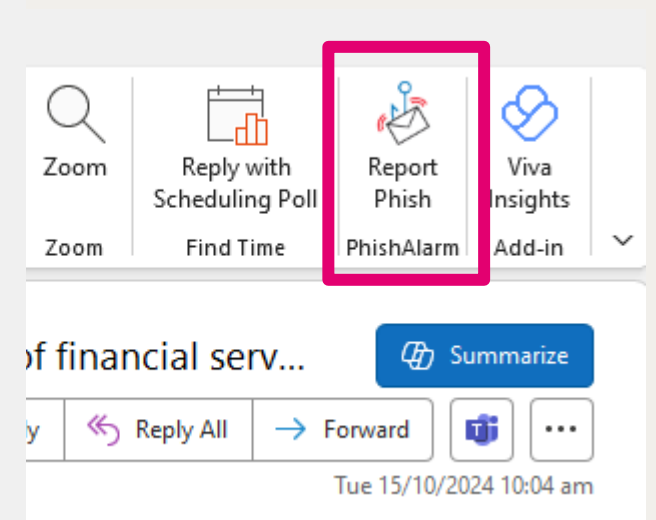 Zoom
Reply with
Scheduling Poll
Report
Phish
Viva
Insights
Zoom
Find Time
PhishAlarm
Add-in
of financial serv...
Summarize
Reply All
Forward
Tue 15/10/2024 10:04 am